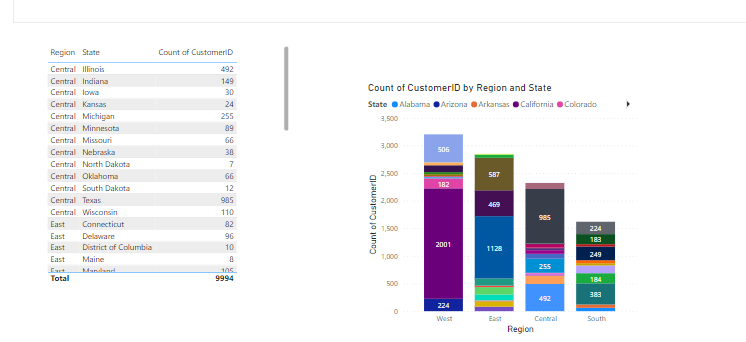 Region State Count of CustomerID
Central Illinois 492
Central Indiana 149
Central Iowa 30
Central Kansas 24
Central Michigan 255
Central Minnesota 89
Central Missouri 66
Central Nebraska 38
Central North Dakota 7
Central Oklahoma 66
Central South Dakota 12
Central Texas 985
Central Wisconsin 110
East Connecticut 82
East Delaware 96
East District of Columbia 10
East Maine 8
East Maryland 105
Total 9994
Count of CustomerID by Region and State
State Alabama Arizona Arkansas California Colorado
Count of CustomerID
3,500
3,000
2,500
2,000
1,500
1,000
500
0
506
182
2001
224
587
469
1128
985
255
492
224
183
249
184
383
West East Central South
Region